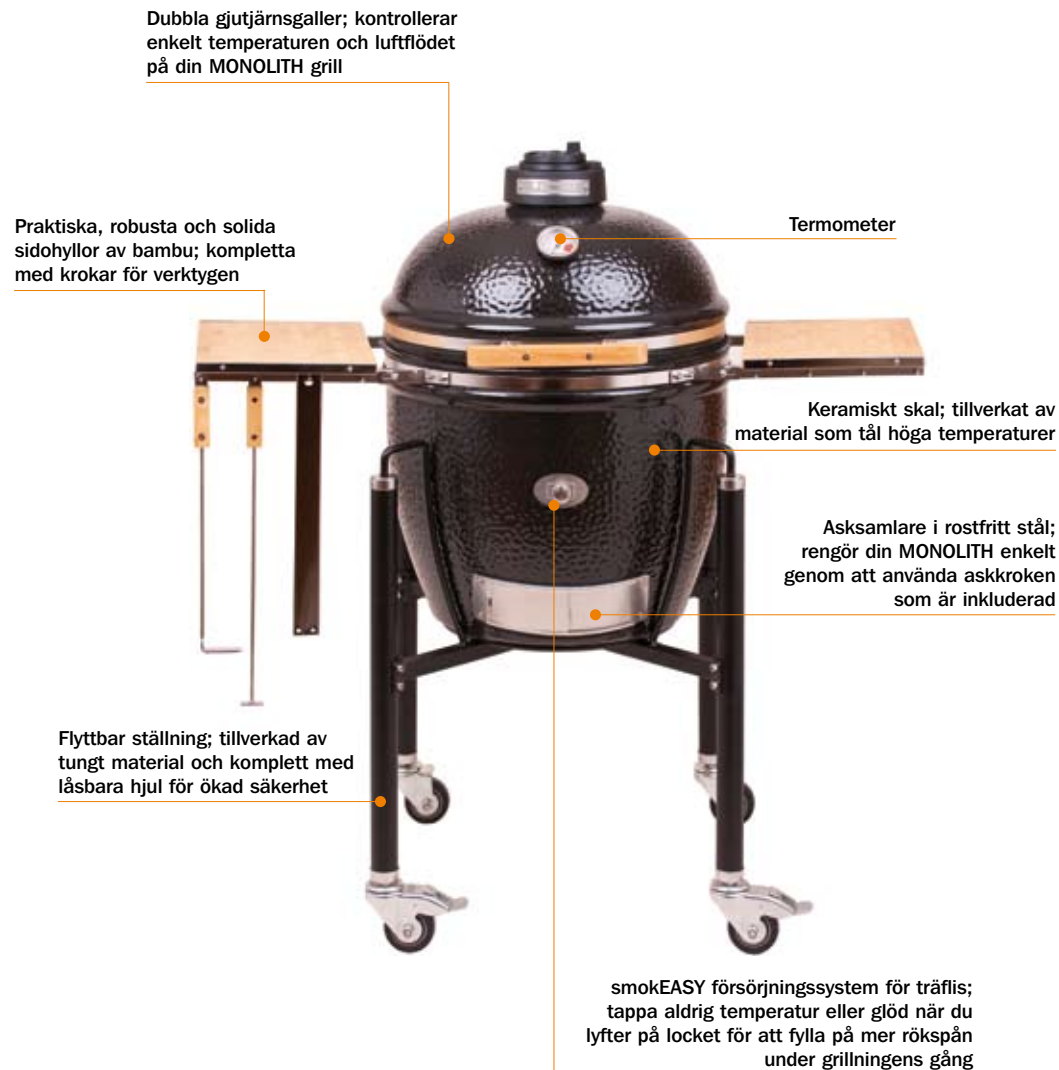 Dubbla gjutjärnsgaller; kontrollerar
enkelt temperaturen och luftflödet
på din MONOLITH grill
Praktiska, robusta och solida
sidohyllor av bambu; kompletta
med krokar för verktygen
Termometer
Keramiskt skal; tillverkat av
material som tål höga temperaturer
Asksamlare i rostfritt stål;
rengör din MONOLITH enkelt
genom att använda askkroken
som är inkluderad
Flyttbar ställning; tillverkad av
tungt material och komplett med
låsbara hjul för ökad säkerhet
smokEASY försörjningssystem för träflis;
tappa aldrig temperatur eller glöd när du
lyfter på locket för att fylla på mer rökspån
under grillningens gång